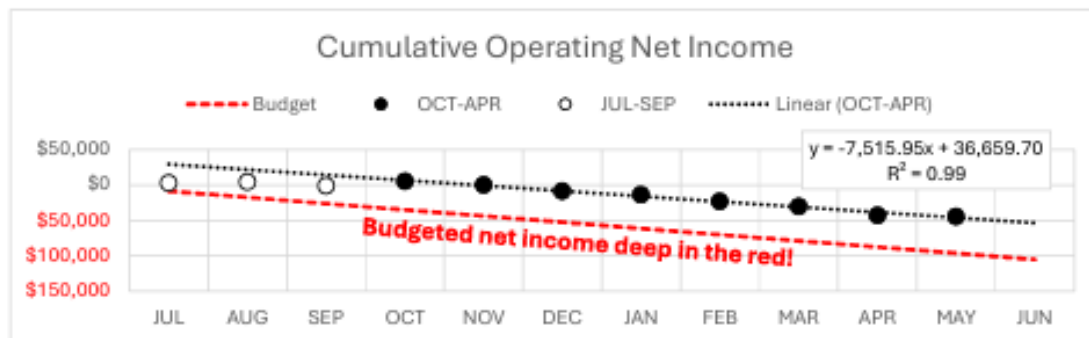 Cumulative Operating Net Income
Budget OCT-APR JUL-SEP Linear (OCT-APR)
y = -7,515.95x + 36,659.70
R² = 0.99
$50,000
$0
$50,000
$100,000
$150,000
Budgeted net income deep in the red!
JUL AUG SEP OCT NOV DEC JAN FEB MAR APR MAY JUN